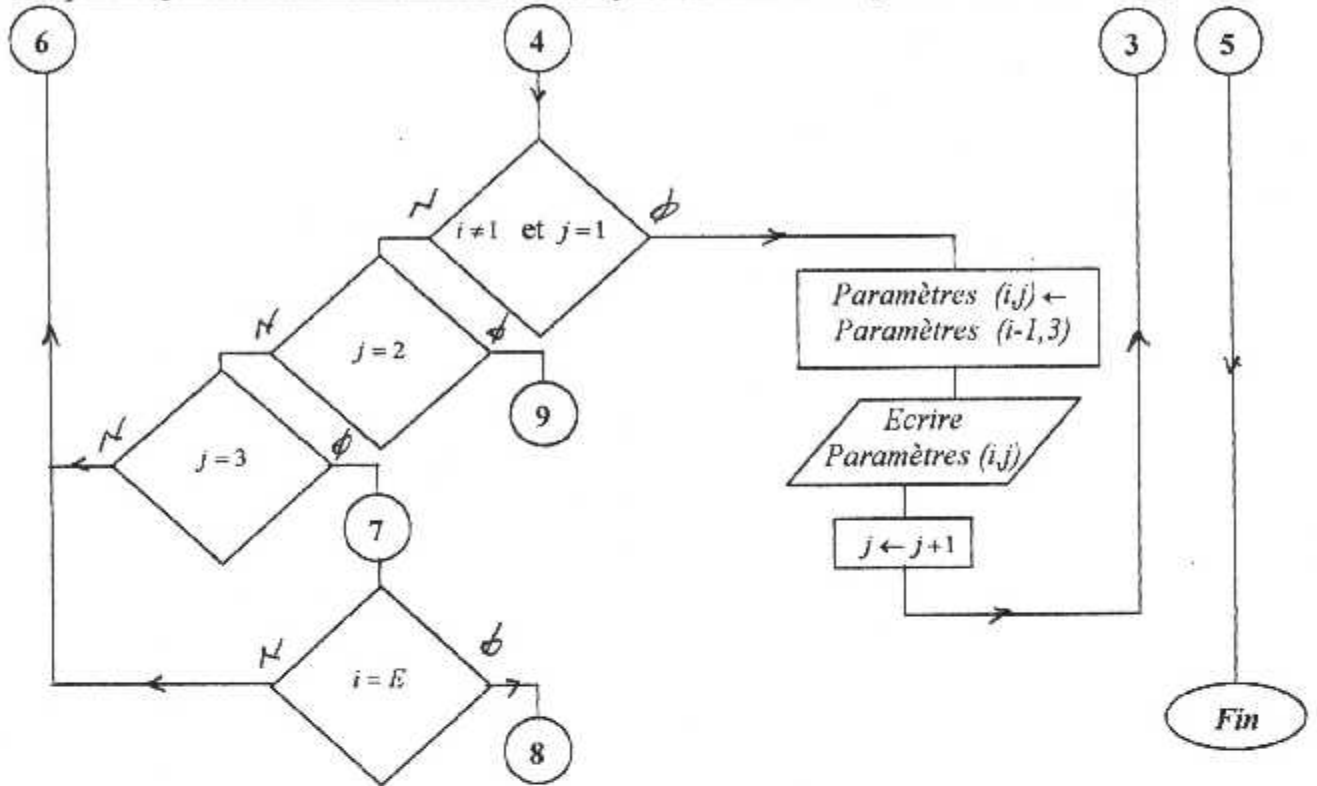 6
4
3
5
N
i ≠ 1 et j = 1
φ
Paramètres (i,j) ←
Paramètres (i-1,3)
N
j = 2
φ
9
Ecrire
Paramètres (i,j)
N
j = 3
φ
7
j ← j+1
N
i = E
φ
8
Fin